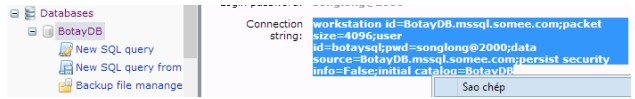 Databases
BotayDB
New SQL query
New SQL query from
Backup file manange
Connection string:
workstation id=BotayDB.mssql.somee.com;packet
size=4096;user
id=botaysql;pwd=songlong@2000;data
source=BotayDB.mssql.somee.com;persist security
info=False;initial catalog=BotayDB
Sao chép